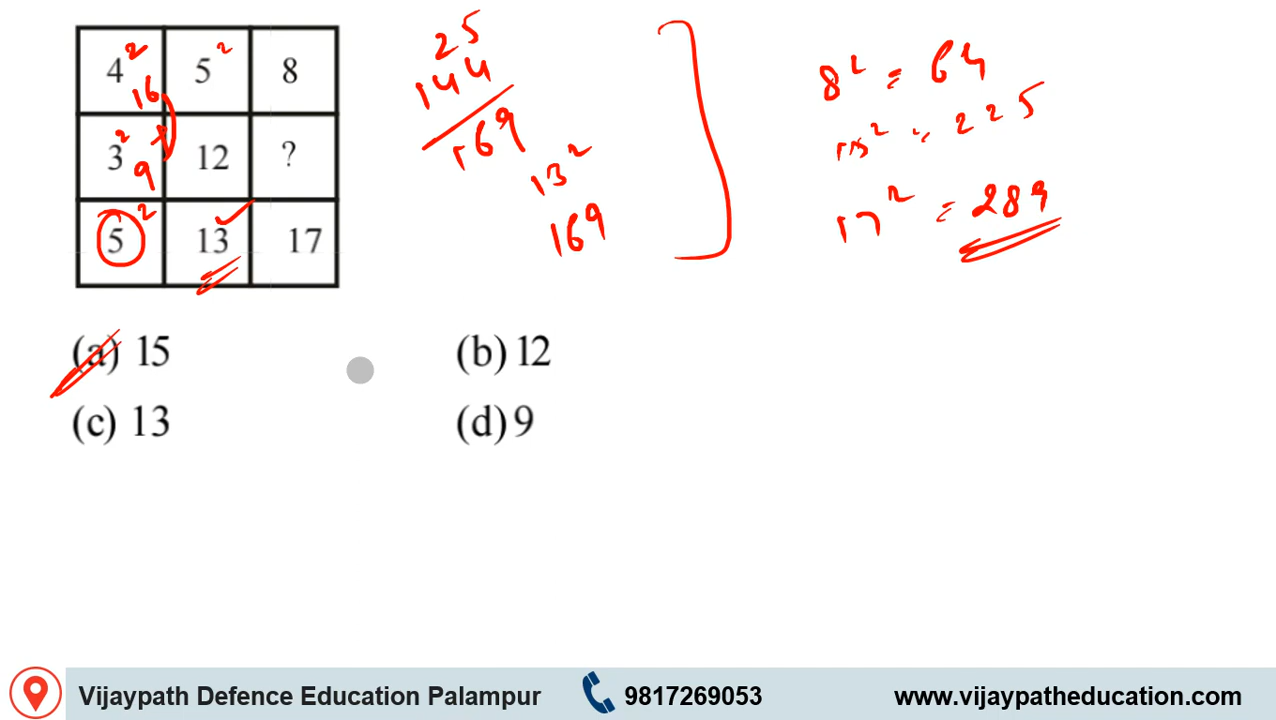 4² 5² 8
16
3² 12 ?
9
5² 13 17
25
144
169
13²
169
8² = 64
15² = 225
17² = 289
(a) 15 (b) 12
(c) 13 (d) 9
Vijaypath Defence Education Palampur 9817269053 www.vijaypatheducation.com